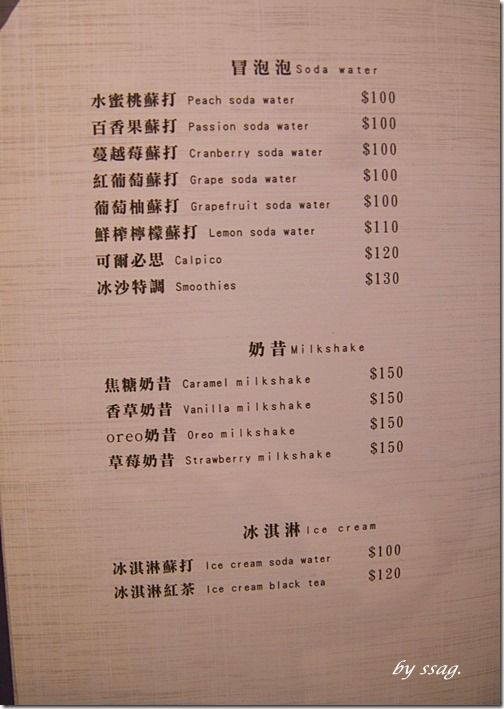 冒泡泡 Soda water
水蜜桃蘇打 Peach soda water $100
百香果蘇打 Passion soda water $100
蔓越莓蘇打 Cranberry soda water $100
紅葡萄蘇打 Grape soda water $100
葡萄柚蘇打 Grapefruit soda water $100
鮮榨檸檬蘇打 Lemon soda water $110
可爾必思 Calpico $120
冰沙特調 Smoothies $130
奶昔 Milkshake
焦糖奶昔 Caramel milkshake $150
香草奶昔 Vanilla milkshake $150
oreo奶昔 Oreo milkshake $150
草莓奶昔 Strawberry milkshake $150
冰淇淋 Ice cream
冰淇淋蘇打 Ice cream soda water $100
冰淇淋紅茶 Ice cream black tea $120
by ssag.